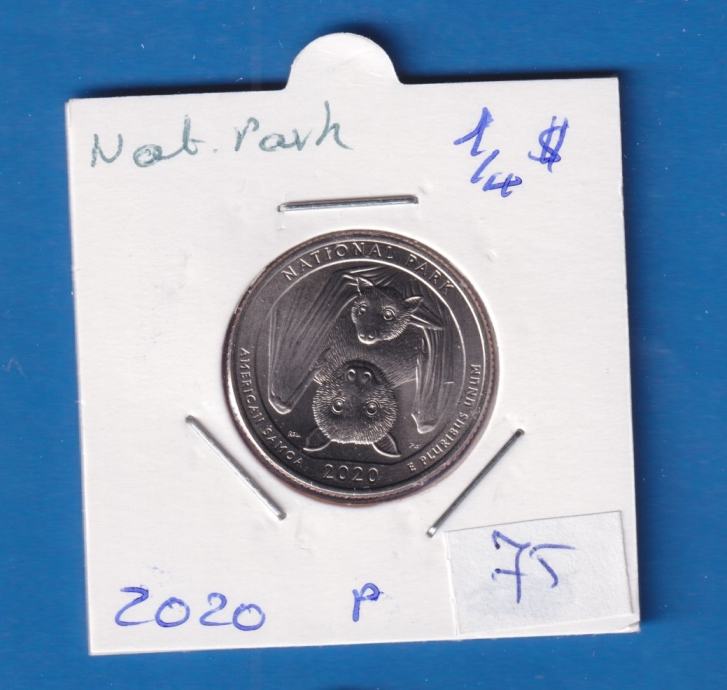 Nat. Park
1/4 $
NATIONAL PARK
AMERICAN SAMOA
2020
E PLURIBUS UNUM
75
2020 P